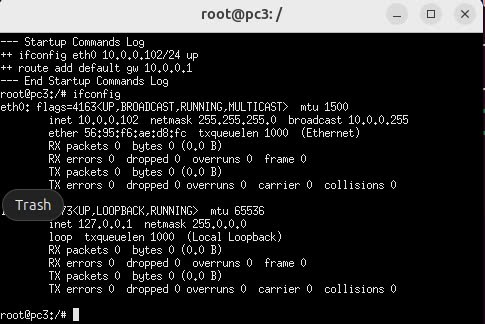 root@pc3: /
--- Startup Commands Log
++ ifconfig eth0 10.0.0.102/24 up
++ route add default gw 10.0.0.1
--- End Startup Commands Log
root@pc3:/# ifconfig
eth0: flags=4163<UP,BROADCAST,RUNNING,MULTICAST>  mtu 1500
inet 10.0.0.102  netmask 255.255.255.0  broadcast 10.0.0.255
ether 56:95:f6:ae:d8:fc  txqueuelen 1000  (Ethernet)
RX packets 0  bytes 0 (0.0 B)
RX errors 0  dropped 0  overruns 0  frame 0
TX packets 0  bytes 0 (0.0 B)
TX errors 0  dropped 0 overruns 0  carrier 0  collisions 0
Trash
73<UP,LOOPBACK,RUNNING>  mtu 65536
inet 127.0.0.1  netmask 255.0.0.0
loop  txqueuelen 1000  (Local Loopback)
RX packets 0  bytes 0 (0.0 B)
RX errors 0  dropped 0  overruns 0  frame 0
TX packets 0  bytes 0 (0.0 B)
TX errors 0  dropped 0 overruns 0  carrier 0  collisions 0
root@pc3:/#